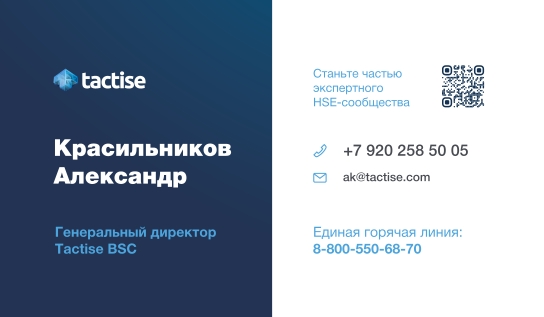 tactise
Красильников
Александр
Генеральный директор
Tactise BSC
Станьте частью
экспертного
HSE-сообщества
+7 920 258 50 05
ak@tactise.com
Единая горячая линия:
8-800-550-68-70